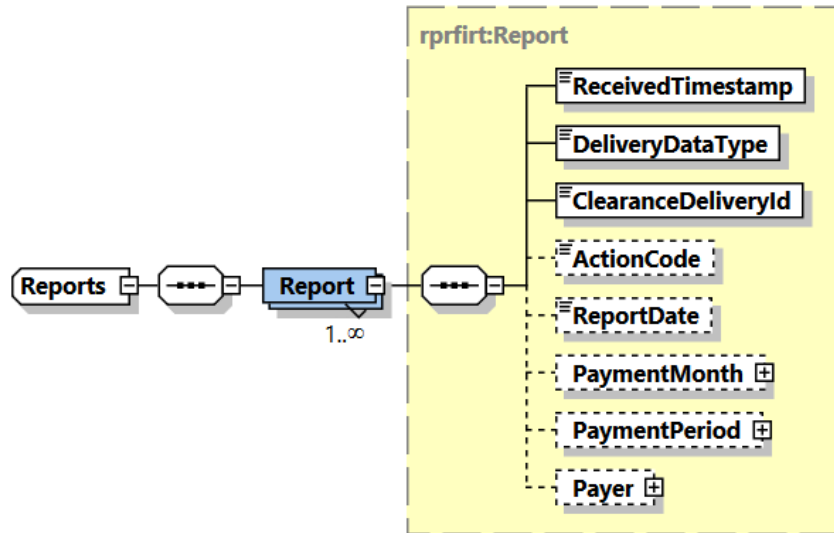 rprfirt:Report
ReceivedTimestamp
DeliveryDataType
ClearanceDeliveryId
ActionCode
Reports
Report
ReportDate
1..∞
PaymentMonth
PaymentPeriod
Payer